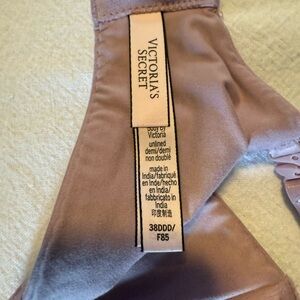 VICTORIA'S
SECRET
Body by
Victoria
unlined
demi/demi
non doublé
made in
India/fabriqué
en Inde/hecho
en India/
fabbricato in
India
印度制造
38DDD/
F85